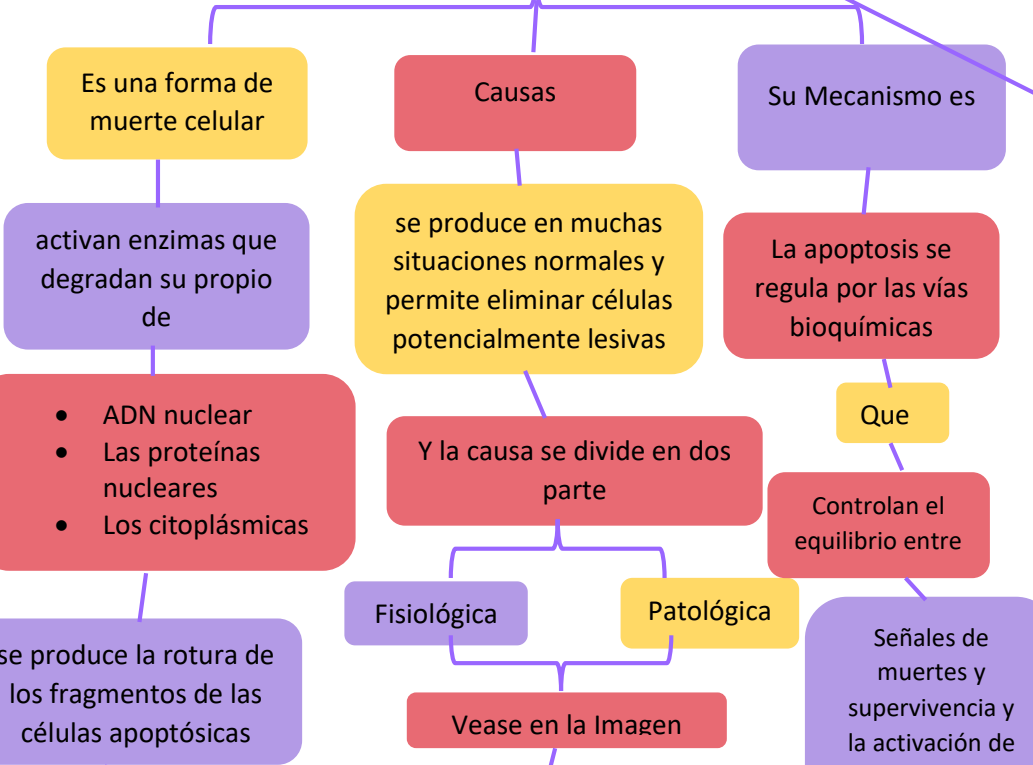 Es una forma de
muerte celular
activan enzimas que
degradan su propio
de
• ADN nuclear
• Las proteínas
nucleares
• Los citoplásmicas
se produce la rotura de
los fragmentos de las
células apoptósicas
Causas
se produce en muchas
situaciones normales y
permite eliminar células
potencialmente lesivas
Y la causa se divide en dos
parte
Fisiológica
Patológica
Vease en la Imagen
Su Mecanismo es
La apoptosis se
regula por las vías
bioquímicas
Que
Controlan el
equilibrio entre
Señales de
muertes y
supervivencia y
la activación de